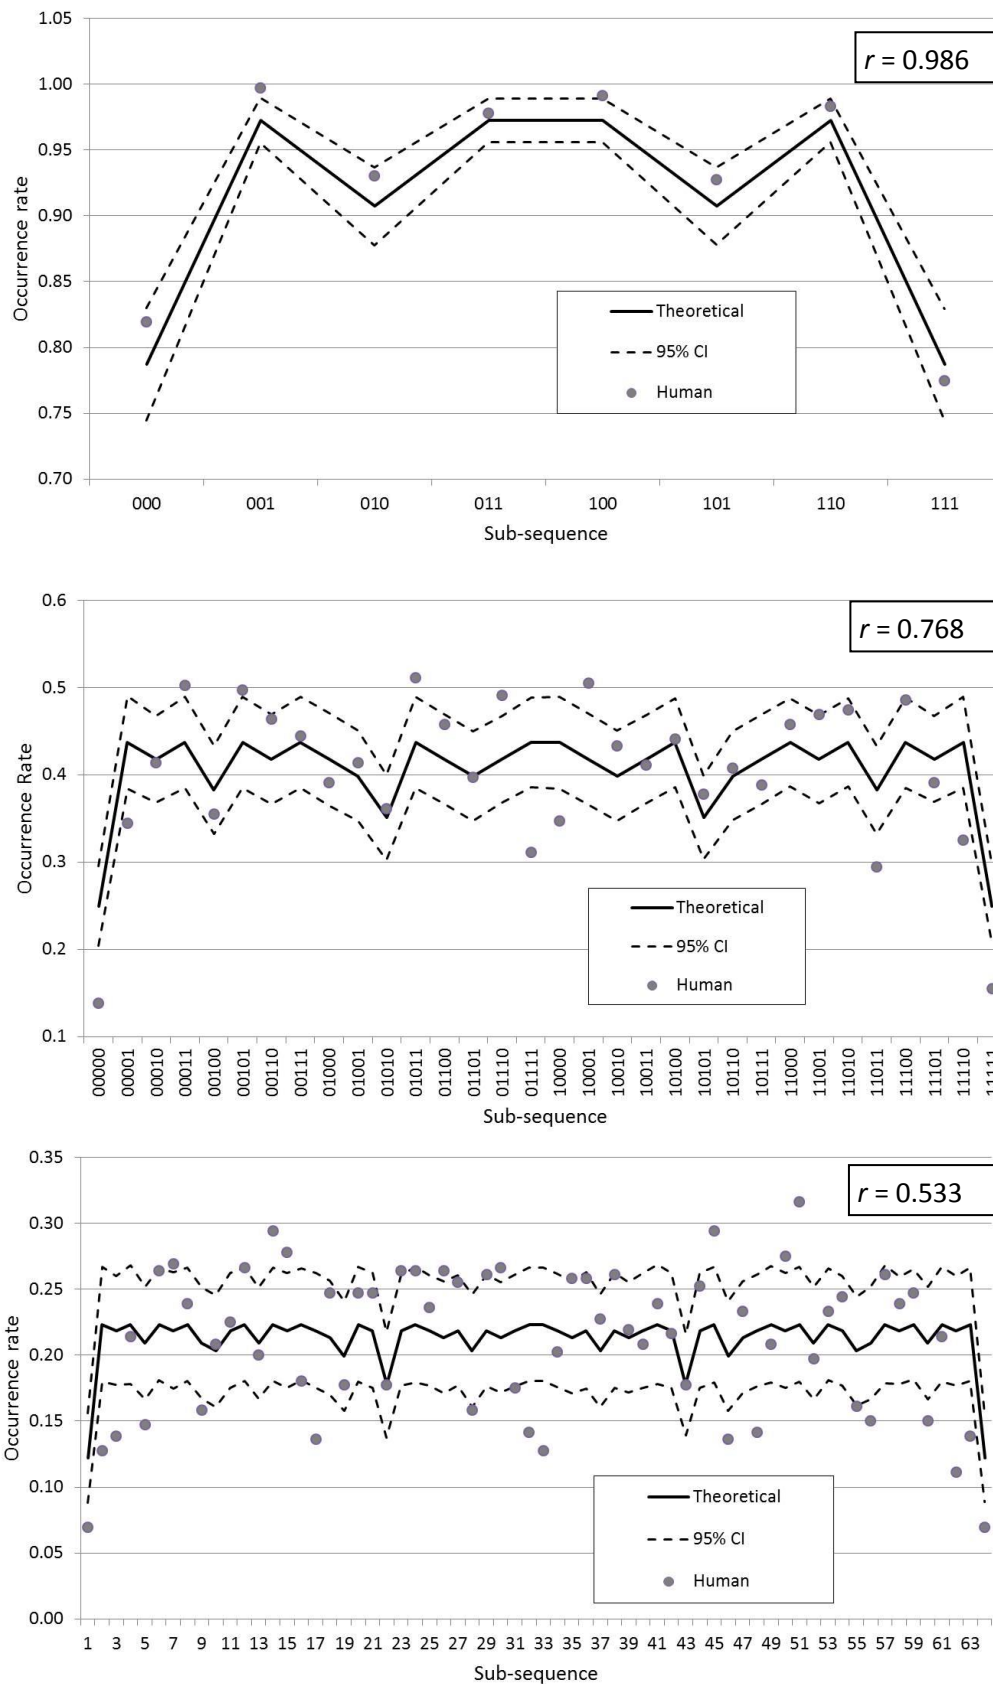 1.05
r = 0.986
1.00
0.95
0.90
0.85
0.80
0.75
0.70
Occurrence rate
Theoretical
95% CI
Human
000 001 010 011 100 101 110 111
Sub-sequence
0.6
r = 0.768
0.5
0.4
0.3
0.2
0.1
Occurrence Rate
Theoretical
95% CI
Human
00000 00001 00010 00011 00100 00101 00110 00111 01000 01001 01010 01011 01100 01101 01110 01111 10000 10001 10010 10011 10100 10101 10110 10111 11000 11001 11010 11011 11100 11101 11110 11111
Sub-sequence
0.35
r = 0.533
0.30
0.25
0.20
0.15
0.10
0.05
0.00
Occurrence rate
Theoretical
95% CI
Human
1 3 5 7 9 11 13 15 17 19 21 23 25 27 29 31 33 35 37 39 41 43 45 47 49 51 53 55 57 59 61 63
Sub-sequence